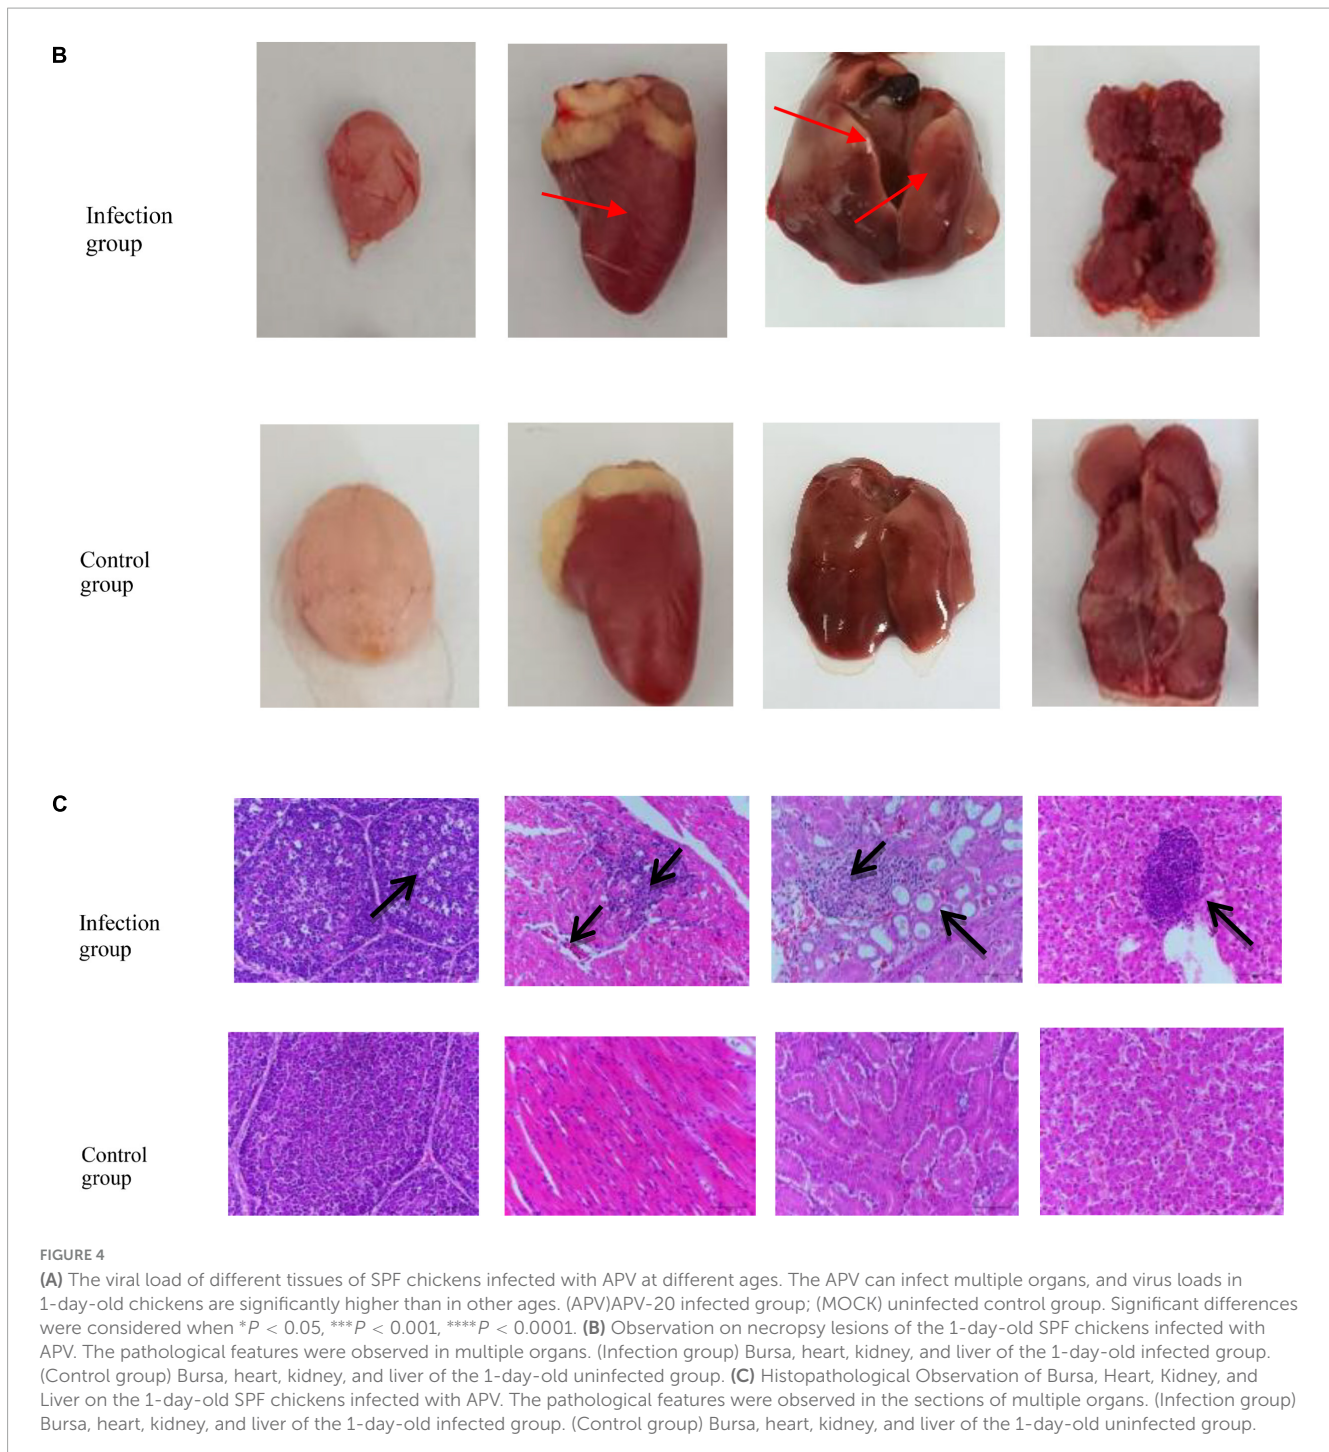 B
Infection
group
Control
group
C
Infection
group
Control
group
FIGURE 4
(A) The viral load of different tissues of SPF chickens infected with APV at different ages. The APV can infect multiple organs, and virus loads in
1-day-old chickens are significantly higher than in other ages. (APV)APV-20 infected group; (MOCK) uninfected control group. Significant differences
were considered when *P < 0.05, ***P < 0.001, ****P < 0.0001. (B) Observation on necropsy lesions of the 1-day-old SPF chickens infected with
APV. The pathological features were observed in multiple organs. (Infection group) Bursa, heart, kidney, and liver of the 1-day-old infected group.
(Control group) Bursa, heart, kidney, and liver of the 1-day-old uninfected group. (C) Histopathological Observation of Bursa, Heart, Kidney, and
Liver on the 1-day-old SPF chickens infected with APV. The pathological features were observed in the sections of multiple organs. (Infection group)
Bursa, heart, kidney, and liver of the 1-day-old infected group. (Control group) Bursa, heart, kidney, and liver of the 1-day-old uninfected group.